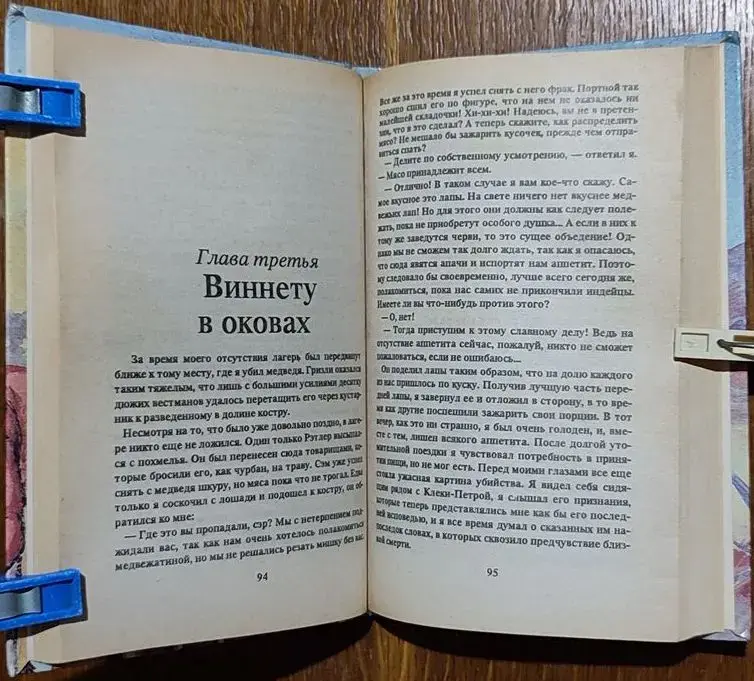 Глава третья
Виннету
в оковах
За время моего отсутствия лагерь был передвинут
ближе к тому месту, где я убил медведя. Гризли оказался
таким тяжелым, что лишь с большими усилиями десятку
дюжих вестманов удалось перетащить его через кустар-
ник к разведенному в долине костру.
Несмотря на то, что было уже довольно поздно, в лаге-
ре никто еще не ложился. Один только Рэтлер высыпал-
ся с похмелья. Он был перенесен сюда товарищами, ко-
торые бросили его, как чурбан, на траву. Сэм уже успел
снять с медведя шкуру, но мяса пока что не трогал. Едва
только я соскочил с лошади и подошел к костру, он об-
ратился ко мне:
— Где это вы пропадали, сэр? Мы с нетерпением под-
жидали вас, так как нам очень хотелось полакомиться
медвежатиной, но мы не решались резать мишку без вас.
94
Все же за это время я успел снять с него фрак. Портной так
хорошо сшил его по фигуре, что на нем не оказалось ни
малейшей складочки! Хи-хи-хи! Надеюсь, вы не в претен-
зии, что я это сделал? А теперь скажите, как распределить
мясо? Не мешало бы зажарить кусочек, прежде чем отпра-
виться спать?
— Делите по собственному усмотрению, — ответил я.
— Мясо принадлежит всем.
— Отлично! В таком случае я вам кое-что скажу. Са-
мое вкусное это лапы. На свете ничего нет вкуснее мед-
вежьих лап! Но для этого они должны как следует поле-
жать, пока не приобретут особого душка... А если в них к
тому же заведутся черви, то это сущее объедение! Од-
нако мы не сможем так долго ждать, так как я опасаюсь,
что сюда явятся апачи и испортят нам аппетит. Поэто-
му следовало бы своевременно, лучше всего сегодня же,
полакомиться, пока нас самих не прикончили индейцы.
Имеете ли вы что-нибудь против этого?
— О, нет!
— Тогда приступим к этому славному делу! Ведь на
отсутствие аппетита сейчас, пожалуй, никто не сможет
пожаловаться, если не ошибаюсь...
Он поделил лапы таким образом, что на долю каждого
из нас пришлось по куску. Получив лучшую часть пере-
дней лапы, я завернул ее и отложил в сторону, в то время
как другие поспешили зажарить свои порции. В тот
вечер, как это ни странно, я был очень голоден, и, вме-
сте с тем, лишен всякого аппетита. После долгой уто-
мительной поездки я чувствовал потребность в приня-
тии пищи, но не мог есть. Перед моими глазами все еще
стояла ужасная картина убийства. Я видел себя сидя-
щим рядом с Клеки-Петрой, я слышал его признания,
которые теперь представлялись мне как бы его послед-
ней исповедью, и я все время думал о сказанных им на-
последок словах, в которых сквозило предчувствие близ-
кой смерти.
95